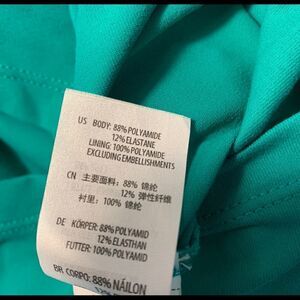 US BODY: 88% POLYAMIDE
12% ELASTANE
LINING: 100% POLYAMIDE
EXCLUDING EMBELLISHMENTS
CN 主要面料: 88% 锦纶
12% 弹性纤维
衬里: 100% 锦纶
DE KÖRPER: 88% POLYAMID
12% ELASTHAN
FUTTER: 100% POLYAMID
BR CORPO: 88% NÁILON